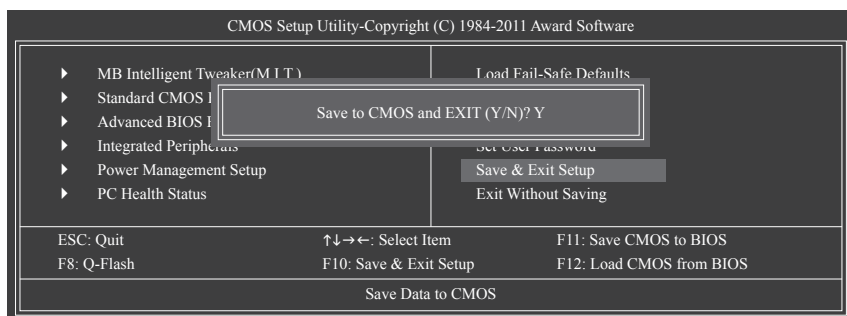 CMOS Setup Utility-Copyright (C) 1984-2011 Award Software
MB Intelligent Tweaker(M.I.T.)
Standard CMOS
Advanced BIOS
Integrated Peripherals
Power Management Setup
PC Health Status
Load Fail-Safe Defaults
Set User Password
Save & Exit Setup
Exit Without Saving
Save to CMOS and EXIT (Y/N)? Y
ESC: Quit ↑↓→←: Select Item F11: Save CMOS to BIOS
F8: Q-Flash F10: Save & Exit Setup F12: Load CMOS from BIOS
Save Data to CMOS